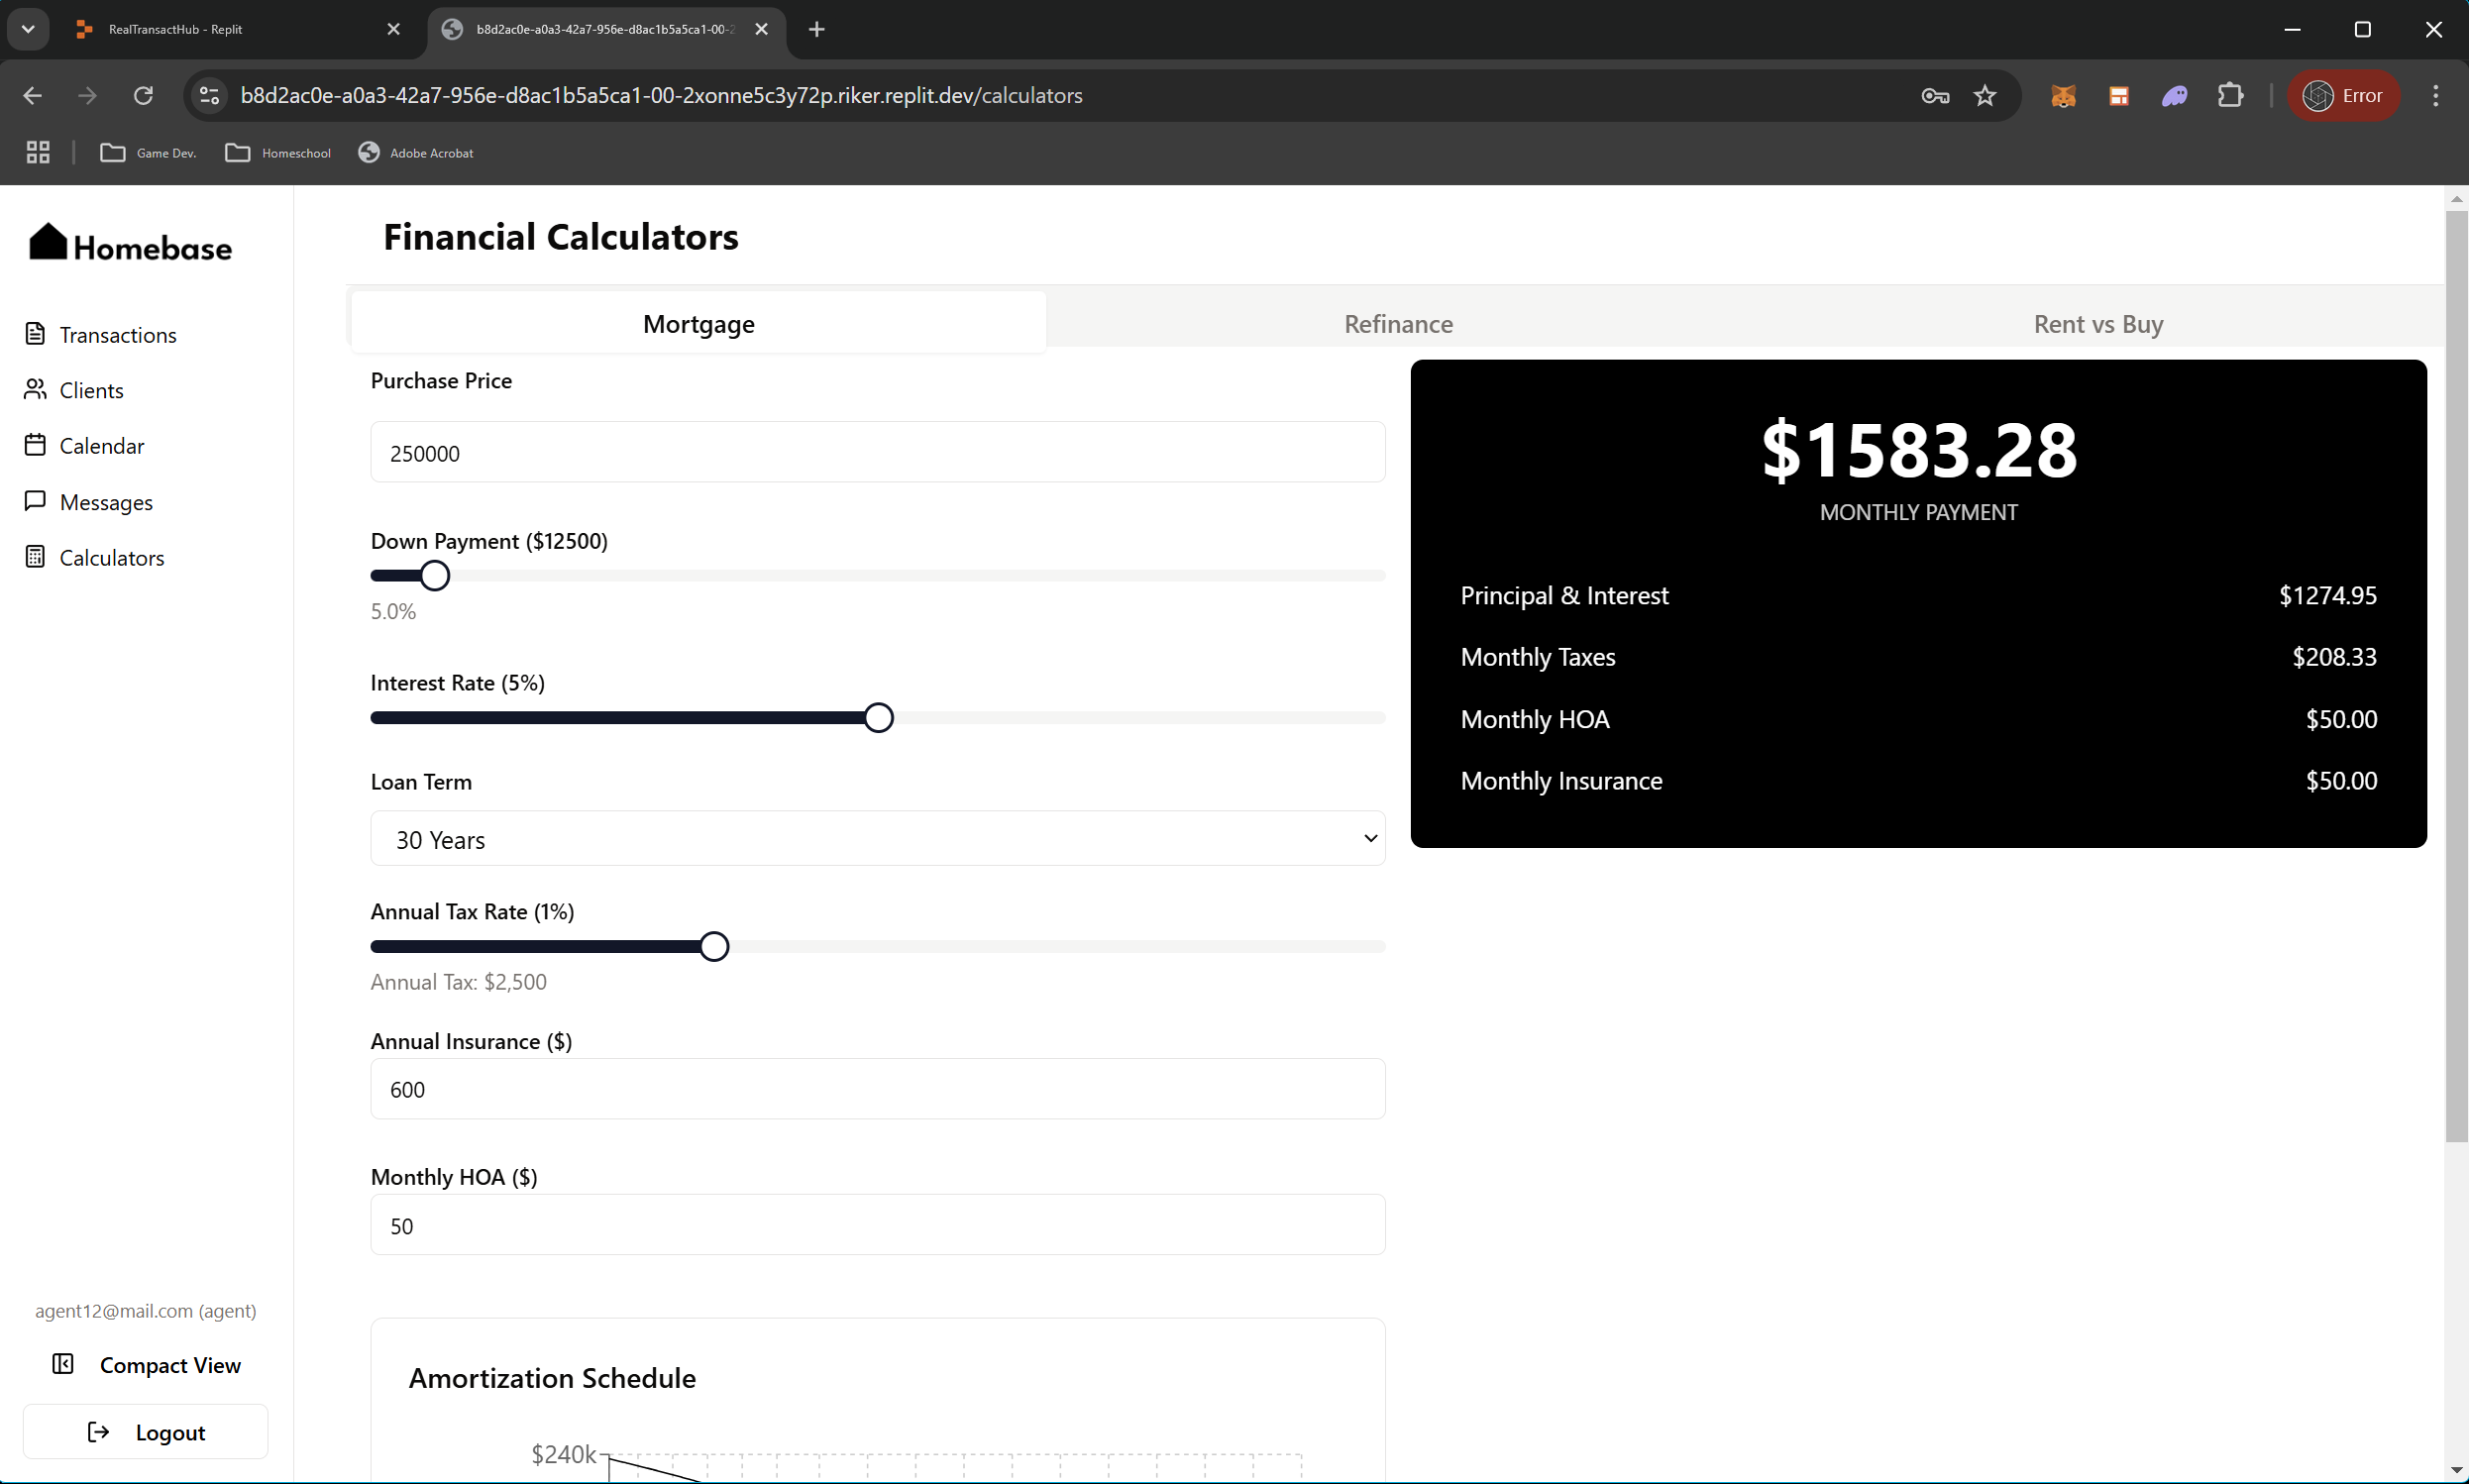 RealTransactHub - Replit
b8d2ac0e-a0a3-42a7-956e-d8ac1b5a5ca1-00-2
b8d2ac0e-a0a3-42a7-956e-d8ac1b5a5ca1-00-2xonne5c3y72p.riker.replit.dev/calculators
Error
Game Dev.
Homeschool
Adobe Acrobat
Homebase
Transactions
Clients
Calendar
Messages
Calculators
agent12@mail.com (agent)
Compact View
Logout
Financial Calculators
Mortgage
Refinance
Rent vs Buy
Purchase Price
250000
Down Payment ($12500)
5.0%
Interest Rate (5%)
Loan Term
30 Years
Annual Tax Rate (1%)
Annual Tax: $2,500
Annual Insurance ($)
600
Monthly HOA ($)
50
Amortization Schedule
$240k
$1583.28
MONTHLY PAYMENT
Principal & Interest $1274.95
Monthly Taxes $208.33
Monthly HOA $50.00
Monthly Insurance $50.00